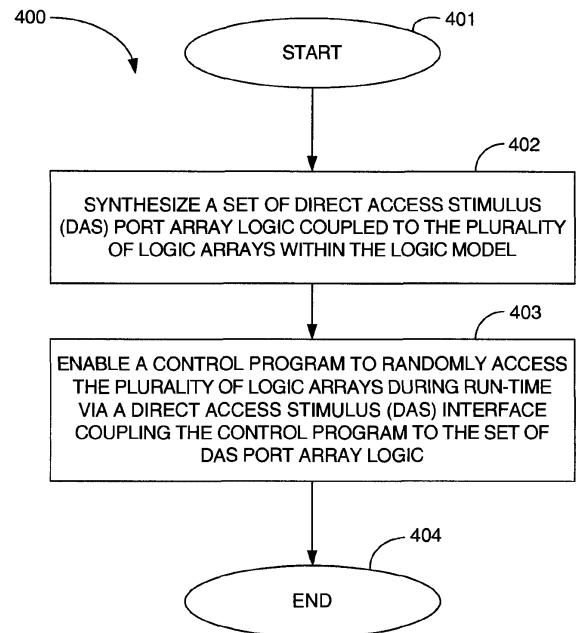 400
401
START
402
SYNTHESIZE A SET OF DIRECT ACCESS STIMULUS
(DAS) PORT ARRAY LOGIC COUPLED TO THE PLURALITY
OF LOGIC ARRAYS WITHIN THE LOGIC MODEL
403
ENABLE A CONTROL PROGRAM TO RANDOMLY ACCESS
THE PLURALITY OF LOGIC ARRAYS DURING RUN-TIME
VIA A DIRECT ACCESS STIMULUS (DAS) INTERFACE
COUPLING THE CONTROL PROGRAM TO THE SET OF
DAS PORT ARRAY LOGIC
404
END